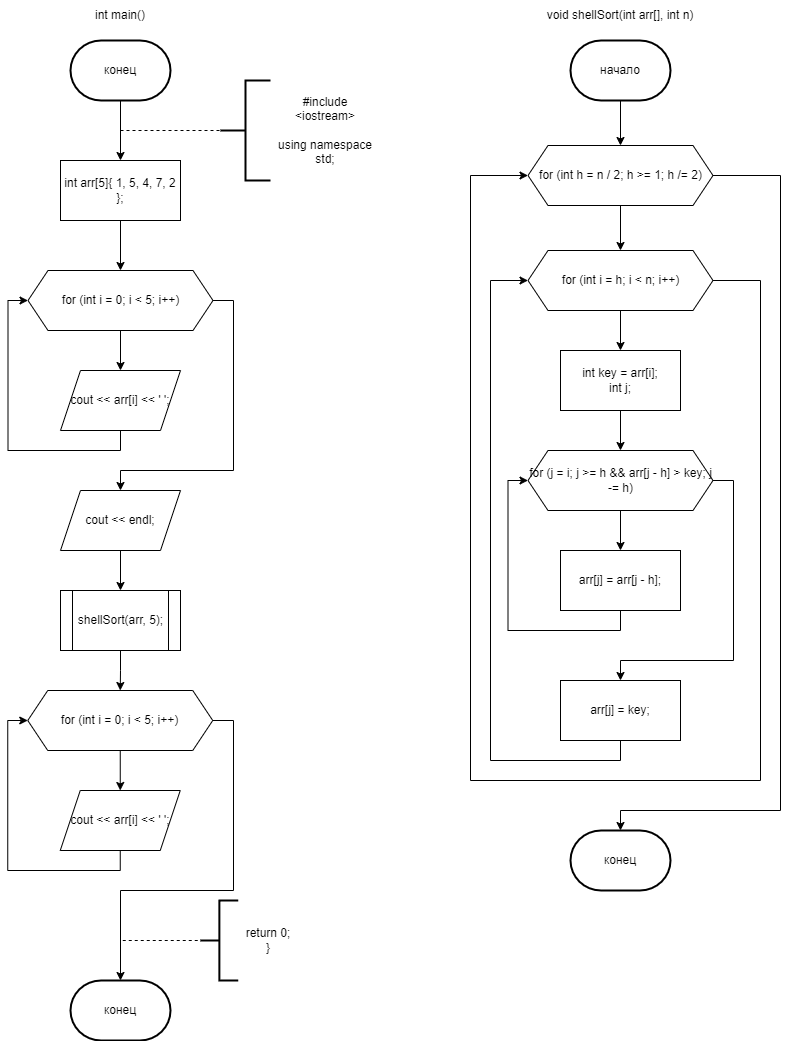 int main()
конец
#include
<iostream>
using namespace
std;
int arr[5]{ 1, 5, 4, 7, 2
};
for (int i = 0; i < 5; i++)
cout << arr[i] << ' ';
cout << endl;
shellSort(arr, 5);
for (int i = 0; i < 5; i++)
cout << arr[i] << ' ';
return 0;
}
конец
void shellSort(int arr[], int n)
начало
for (int h = n / 2; h >= 1; h /= 2)
for (int i = h; i < n; i++)
int key = arr[i];
int j;
for (j = i; j >= h && arr[j - h] > key; j
-= h)
arr[j] = arr[j - h];
arr[j] = key;
конец